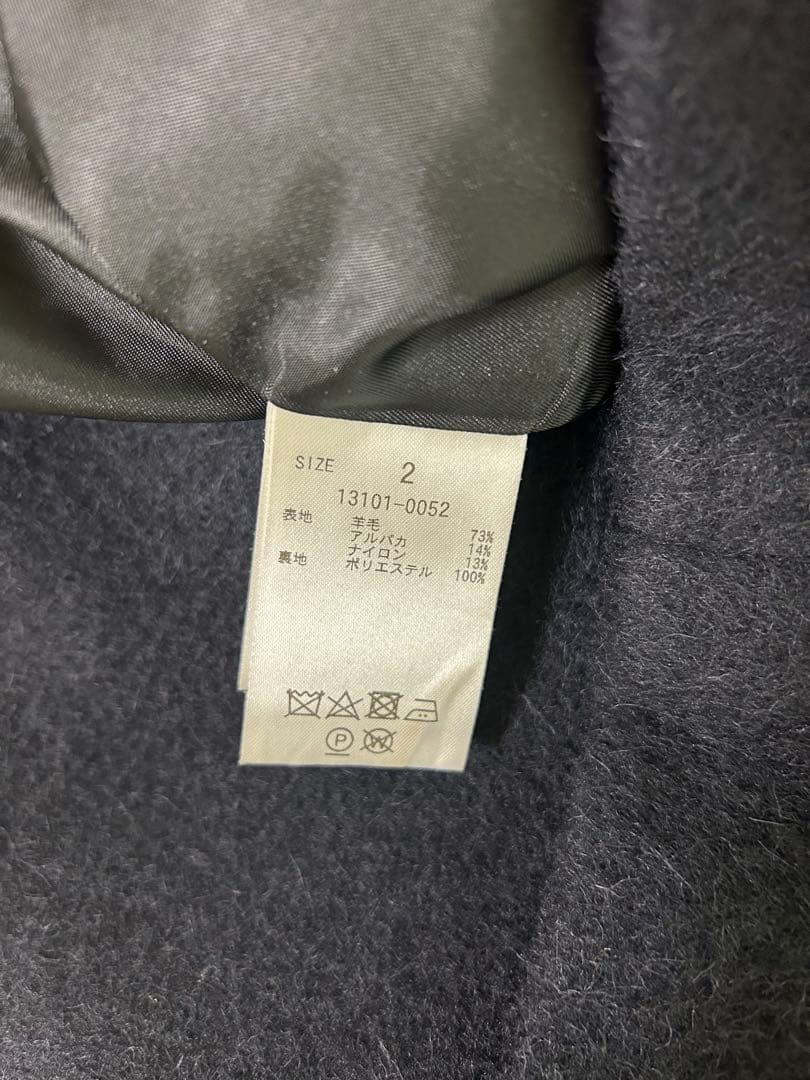 SIZE 2
13101-0052
表地 羊毛 73%
アルパカ 14%
ナイロン 13%
裏地 ポリエステル 100%
P W